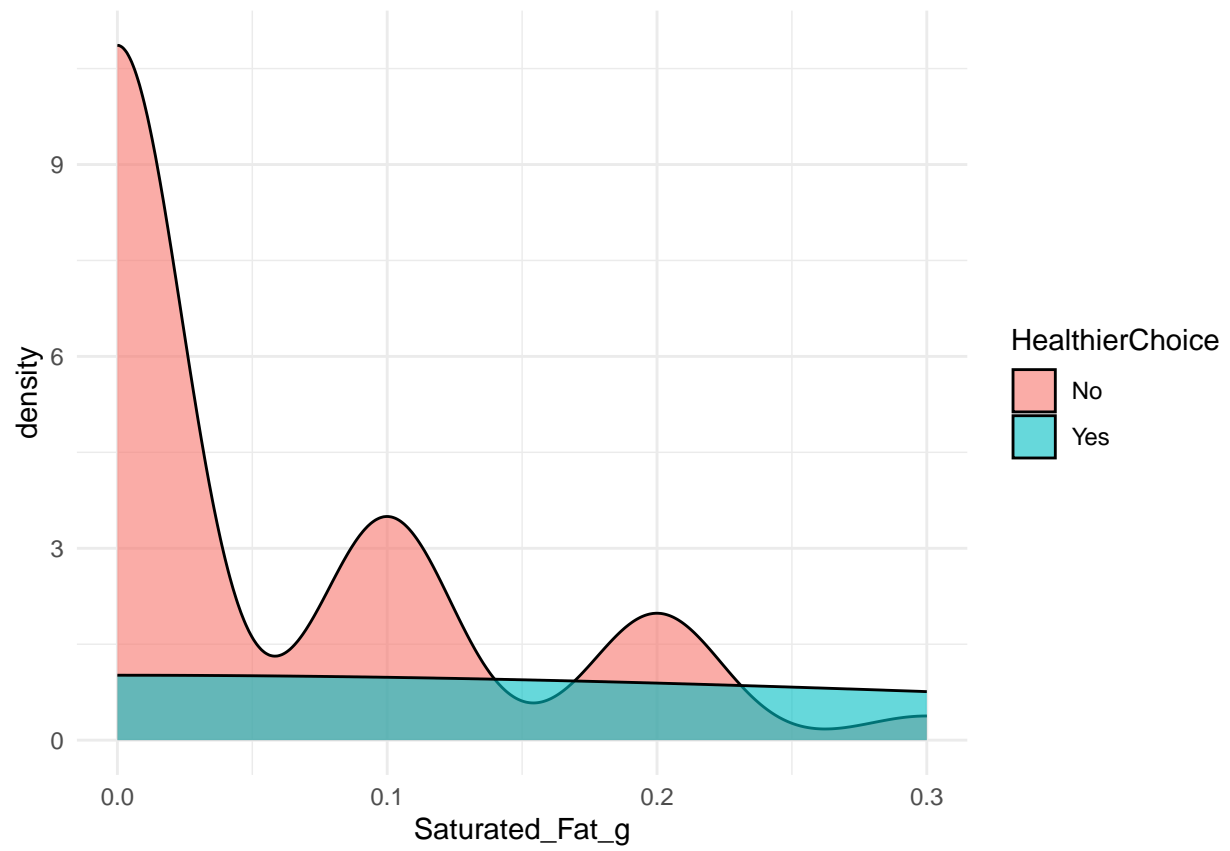 density
9
6
3
0
0.0
0.1
0.2
0.3
Saturated_Fat_g
HealthierChoice
No
Yes